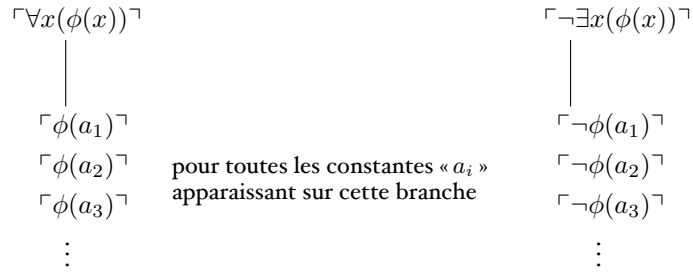 ⌜∀x(ϕ(x))⌝ ⌜¬∃x(ϕ(x))⌝
⌜ϕ(a₁)⌝ ⌜¬ϕ(a₁)⌝
⌜ϕ(a₂)⌝ pour toutes les constantes « aᵢ » ⌜¬ϕ(a₂)⌝
⌜ϕ(a₃)⌝ apparaissant sur cette branche ⌜¬ϕ(a₃)⌝
⋮ ⋮